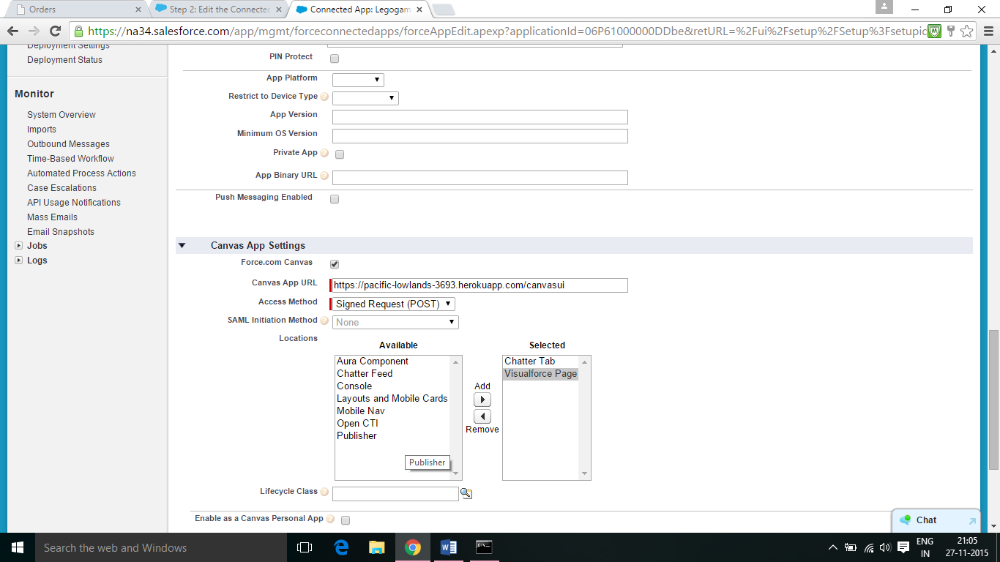 Orders
Step 2: Edit the Connecte
Connected App: Legogam
https://na34.salesforce.com/app/mgmt/forceconnectedapps/forceAppEdit.apexp?applicationId=06P61000000DDbe&retURL=%2Fui%2Fsetup%2FSetup%3Fsetupic
Deployment Settings
Deployment Status
Monitor
System Overview
Imports
Outbound Messages
Time-Based Workflow
Automated Process Actions
Case Escalations
API Usage Notifications
Mass Emails
Email Snapshots
Jobs
Logs
PIN Protect
App Platform
Restrict to Device Type
App Version
Minimum OS Version
Private App
App Binary URL
Push Messaging Enabled
Canvas App Settings
Force.com Canvas
Canvas App URL https://pacific-lowlands-3693.herokuapp.com/canvasui
Access Method Signed Request (POST)
SAML Initiation Method None
Locations
Available
Aura Component
Chatter Feed
Console
Layouts and Mobile Cards
Mobile Nav
Open CTI
Publisher
Publisher
Add
Remove
Selected
Chatter Tab
Visualforce Page
Lifecycle Class
Enable as a Canvas Personal App
Chat
Search the web and Windows
ENG
IN
21:05
27-11-2015